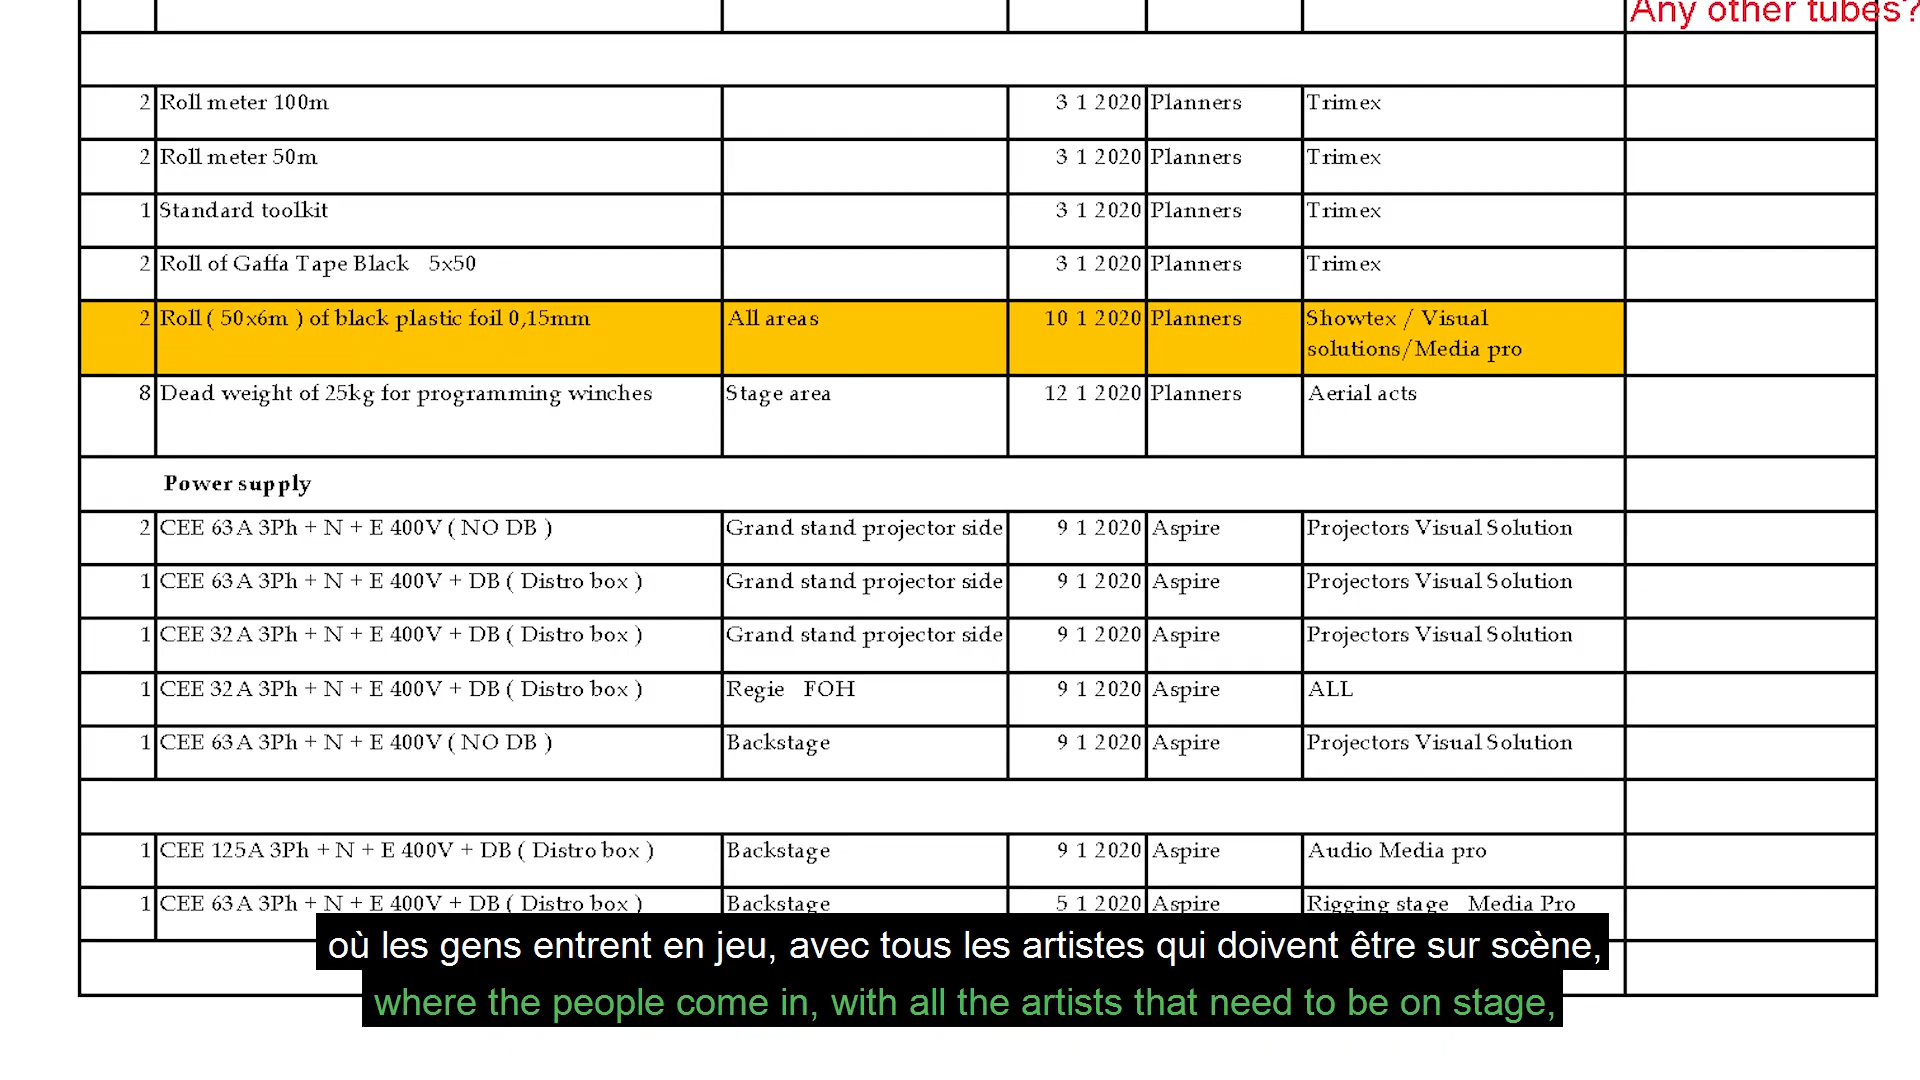 Any other tubes?
2 Roll meter 100m 3 1 2020 Planners Trimex
2 Roll meter 50m 3 1 2020 Planners Trimex
1 Standard toolkit 3 1 2020 Planners Trimex
2 Roll of Gaffa Tape Black 5x50 3 1 2020 Planners Trimex
2 Roll ( 50x6m ) of black plastic foil 0,15mm All areas 10 1 2020 Planners Showtex / Visual
solutions/Media pro
8 Dead weight of 25kg for programming winches Stage area 12 1 2020 Planners Aerial acts
Power supply
2 CEE 63A 3Ph + N + E 400V ( NO DB ) Grand stand projector side 9 1 2020 Aspire Projectors Visual Solution
1 CEE 63A 3Ph + N + E 400V + DB ( Distro box ) Grand stand projector side 9 1 2020 Aspire Projectors Visual Solution
1 CEE 32A 3Ph + N + E 400V + DB ( Distro box ) Grand stand projector side 9 1 2020 Aspire Projectors Visual Solution
1 CEE 32A 3Ph + N + E 400V + DB ( Distro box ) Regie FOH 9 1 2020 Aspire ALL
1 CEE 63A 3Ph + N + E 400V ( NO DB ) Backstage 9 1 2020 Aspire Projectors Visual Solution
1 CEE 125A 3Ph + N + E 400V + DB ( Distro box ) Backstage 9 1 2020 Aspire Audio Media pro
1 CEE 63A 3Ph + N + E 400V + DB ( Distro box ) Backstage 5 1 2020 Aspire Rigging stage Media Pro
où les gens entrent en jeu, avec tous les artistes qui doivent être sur scène,
where the people come in, with all the artists that need to be on stage,